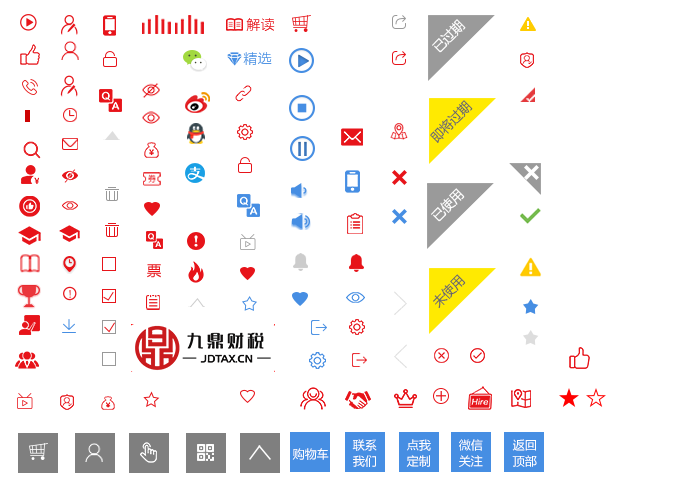 解读
已过期
精选
Q
A
即将过期
券
Q
A
已使用
Q
A
票
未使用
九鼎财税
JDTAX.CN
Hire
购物车
联系
我们
点我
定制
微信
关注
返回
顶部